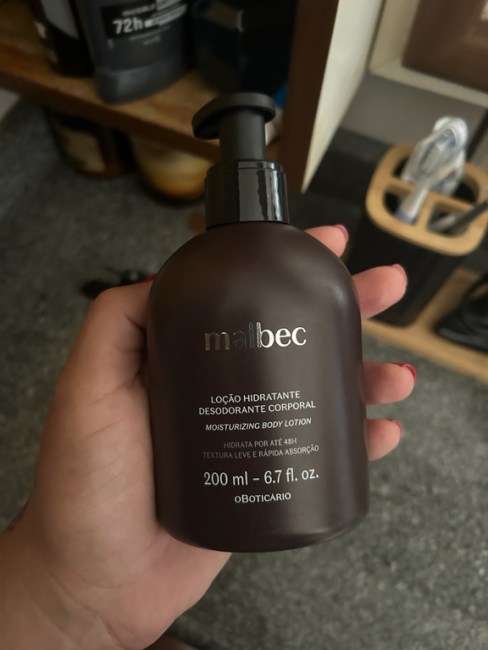 72h
malbec
LOÇÃO HIDRATANTE
DESODORANTE CORPORAL
MOISTURIZING BODY LOTION
HIDRATA POR ATÉ 48H
TEXTURA LEVE E RÁPIDA ABSORÇÃO
200 ml – 6.7 fl. oz.
OBOTICÁRIO